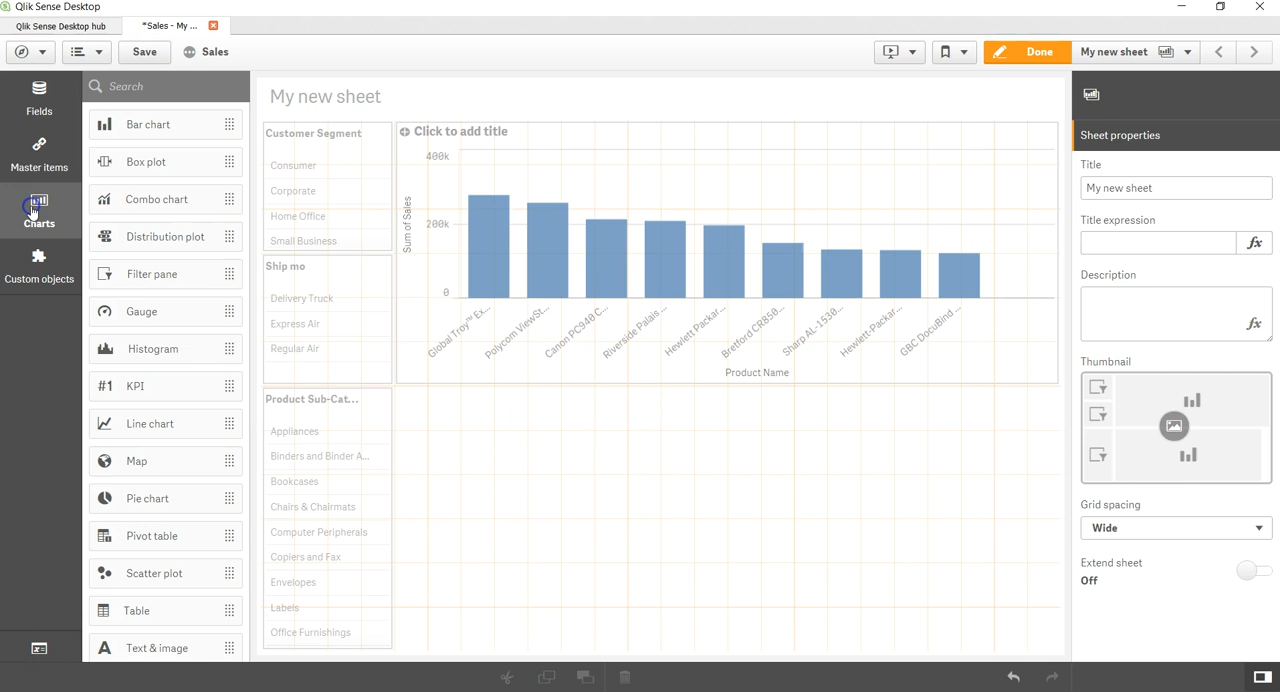 Qlik Sense Desktop
Qlik Sense Desktop hub
*Sales - My ...
Save
Sales
Done
My new sheet
Fields
Master items
Charts
Custom objects
Search
Bar chart
Box plot
Combo chart
Distribution plot
Filter pane
Gauge
Histogram
#1 KPI
Line chart
Map
Pie chart
Pivot table
Scatter plot
Table
A Text & image
My new sheet
Customer Segment
Consumer
Corporate
Home Office
Small Business
Ship mo
Delivery Truck
Express Air
Regular Air
Product Sub-Cat...
Appliances
Binders and Binder A...
Bookcases
Chairs & Chairmats
Computer Peripherals
Copiers and Fax
Envelopes
Labels
Office Furnishings
Click to add title
Sum of Sales
400k
200k
0
Global Troy™ Ex...
Polycom ViewSt...
Canon PC940 C...
Riverside Palais ...
Hewlett Packar...
Bretford CR850...
Sharp AL-1530...
Hewlett-Packar...
GBC DocuBind ...
Product Name
Sheet properties
Title
My new sheet
Title expression
fx
Description
fx
Thumbnail
Grid spacing
Wide
Extend sheet
Off